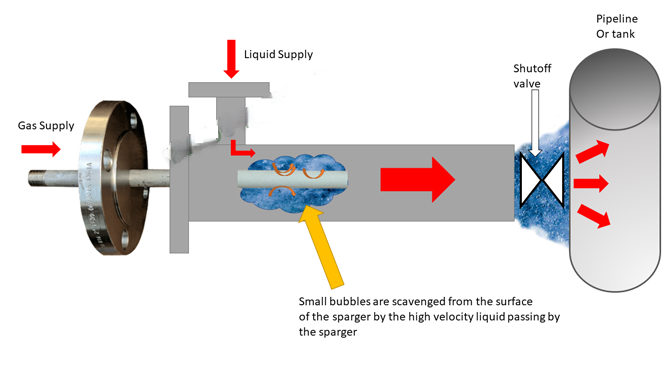 Pipeline
Or tank
Liquid Supply
Shutoff
valve
Gas Supply
Small bubbles are scavenged from the surface
of the sparger by the high velocity liquid passing by
the sparger